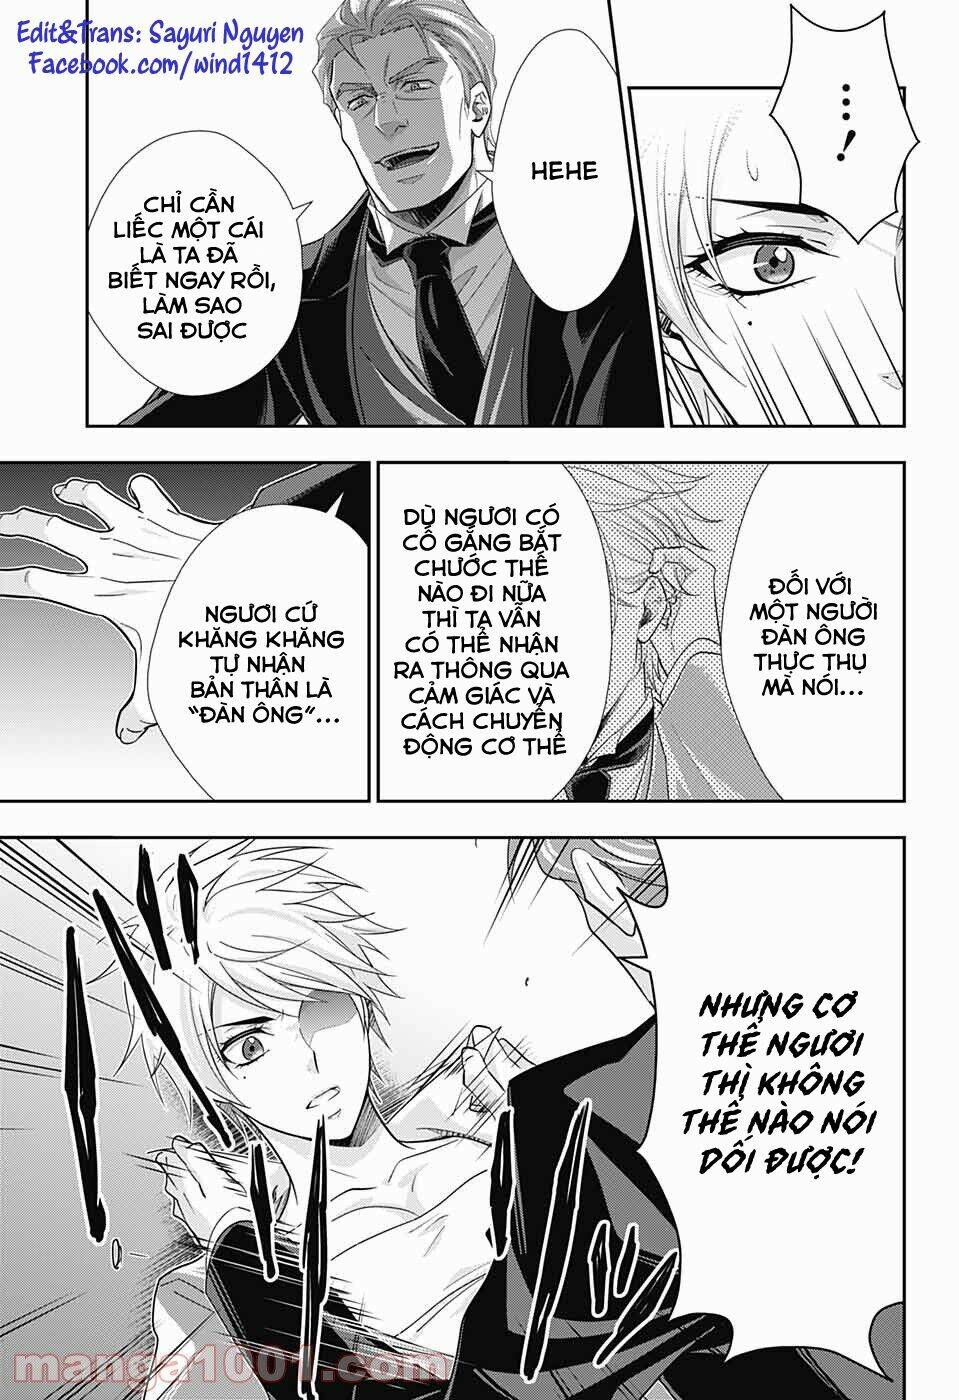 Edit&Trans: Sayuri Nguyen
Facebook.com/wind1412
...!
HEHE
CHỈ CẦN
LIẾC MỘT CÁI
LÀ TA ĐÃ
BIẾT NGAY RỒI,
LÀM SAO
SAI ĐƯỢC
ĐỐI VỚI
MỘT NGƯỜI
ĐÀN ÔNG
THỰC THỤ
MÀ NÓI...
DÙ NGƯƠI CÓ
CỐ GẮNG BẮT
CHƯỚC THẾ
NÀO ĐI NỮA
THÌ TA VẪN
CÓ THỂ NHẬN
RA THÔNG QUA
CẢM GIÁC VÀ
CÁCH CHUYỂN
ĐỘNG CƠ THỂ
NGƯƠI CỨ
KHĂNG KHĂNG
TỰ NHẬN
BẢN THÂN LÀ
“ĐÀN ÔNG”...
NHƯNG CƠ
THỂ NGƯƠI
THÌ KHÔNG
THỂ NÀO NÓI
DỐI ĐƯỢC!
manga1001.com